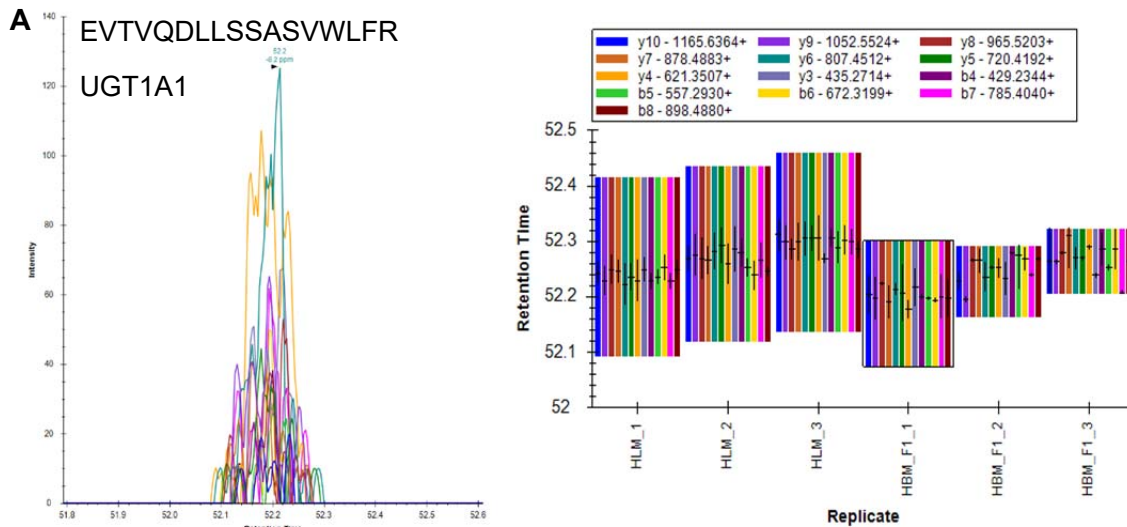 A
EVTVQDLLSSASVWLFR
UGT1A1
140
120
100
80
60
40
20
0
Intensity
52.2
-0.2 ppm
51.8 51.9 52.0 52.1 52.2 52.3 52.4 52.5 52.6
Retention Time
y10 - 1165.6364+ y9 - 1052.5524+ y8 - 965.5203+
y7 - 878.4883+ y6 - 807.4512+ y5 - 720.4192+
y4 - 621.3507+ y3 - 435.2714+ b4 - 429.2344+
b5 - 557.2930+ b6 - 672.3199+ b7 - 785.4040+
b8 - 898.4880+
52.5
52.4
52.3
52.2
52.1
52
Retention Time
HLM_1 HLM_2 HLM_3 HBM_F1_1 HBM_F1_2 HBM_F1_3
Replicate